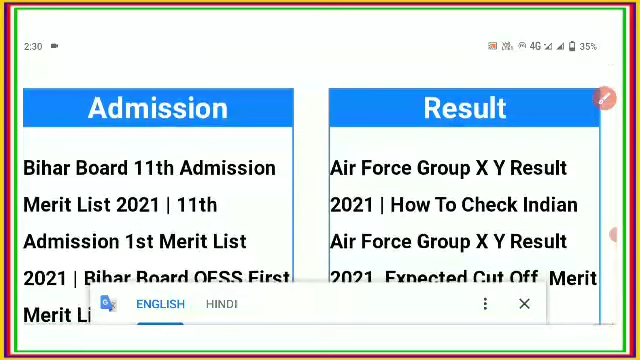 2:30
4G
35%
Admission
Bihar Board 11th Admission
Merit List 2021 | 11th
Admission 1st Merit List
2021 | Bihar Board OFSS First
Merit Li
Result
Air Force Group X Y Result
2021 | How To Check Indian
Air Force Group X Y Result
2021, Expected Cut Off, Merit
ENGLISH
HINDI